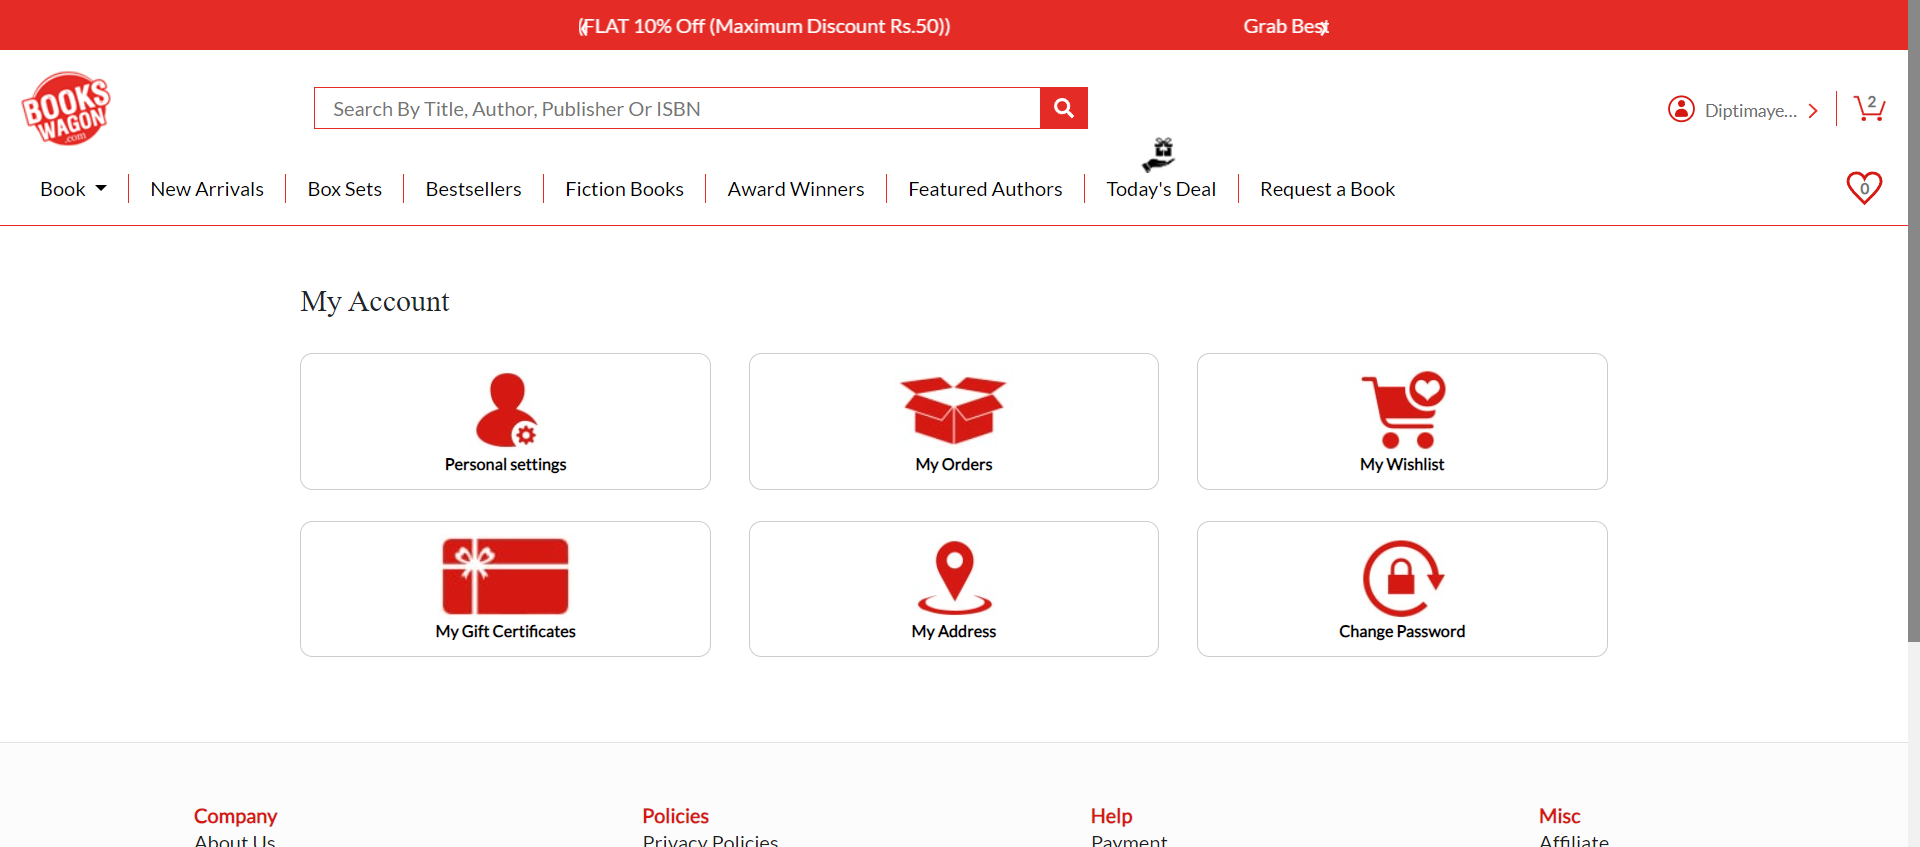 (FLAT 10% Off (Maximum Discount Rs.50)) Grab Best
BOOKS WAGON .com
Search By Title, Author, Publisher Or ISBN
Diptimaye... 2
Book New Arrivals Box Sets Bestsellers Fiction Books Award Winners Featured Authors Today's Deal Request a Book 0
My Account
Personal settings My Orders My Wishlist
My Gift Certificates My Address Change Password
Company Policies Help Misc
About Us Privacy Policies Payment Affiliate